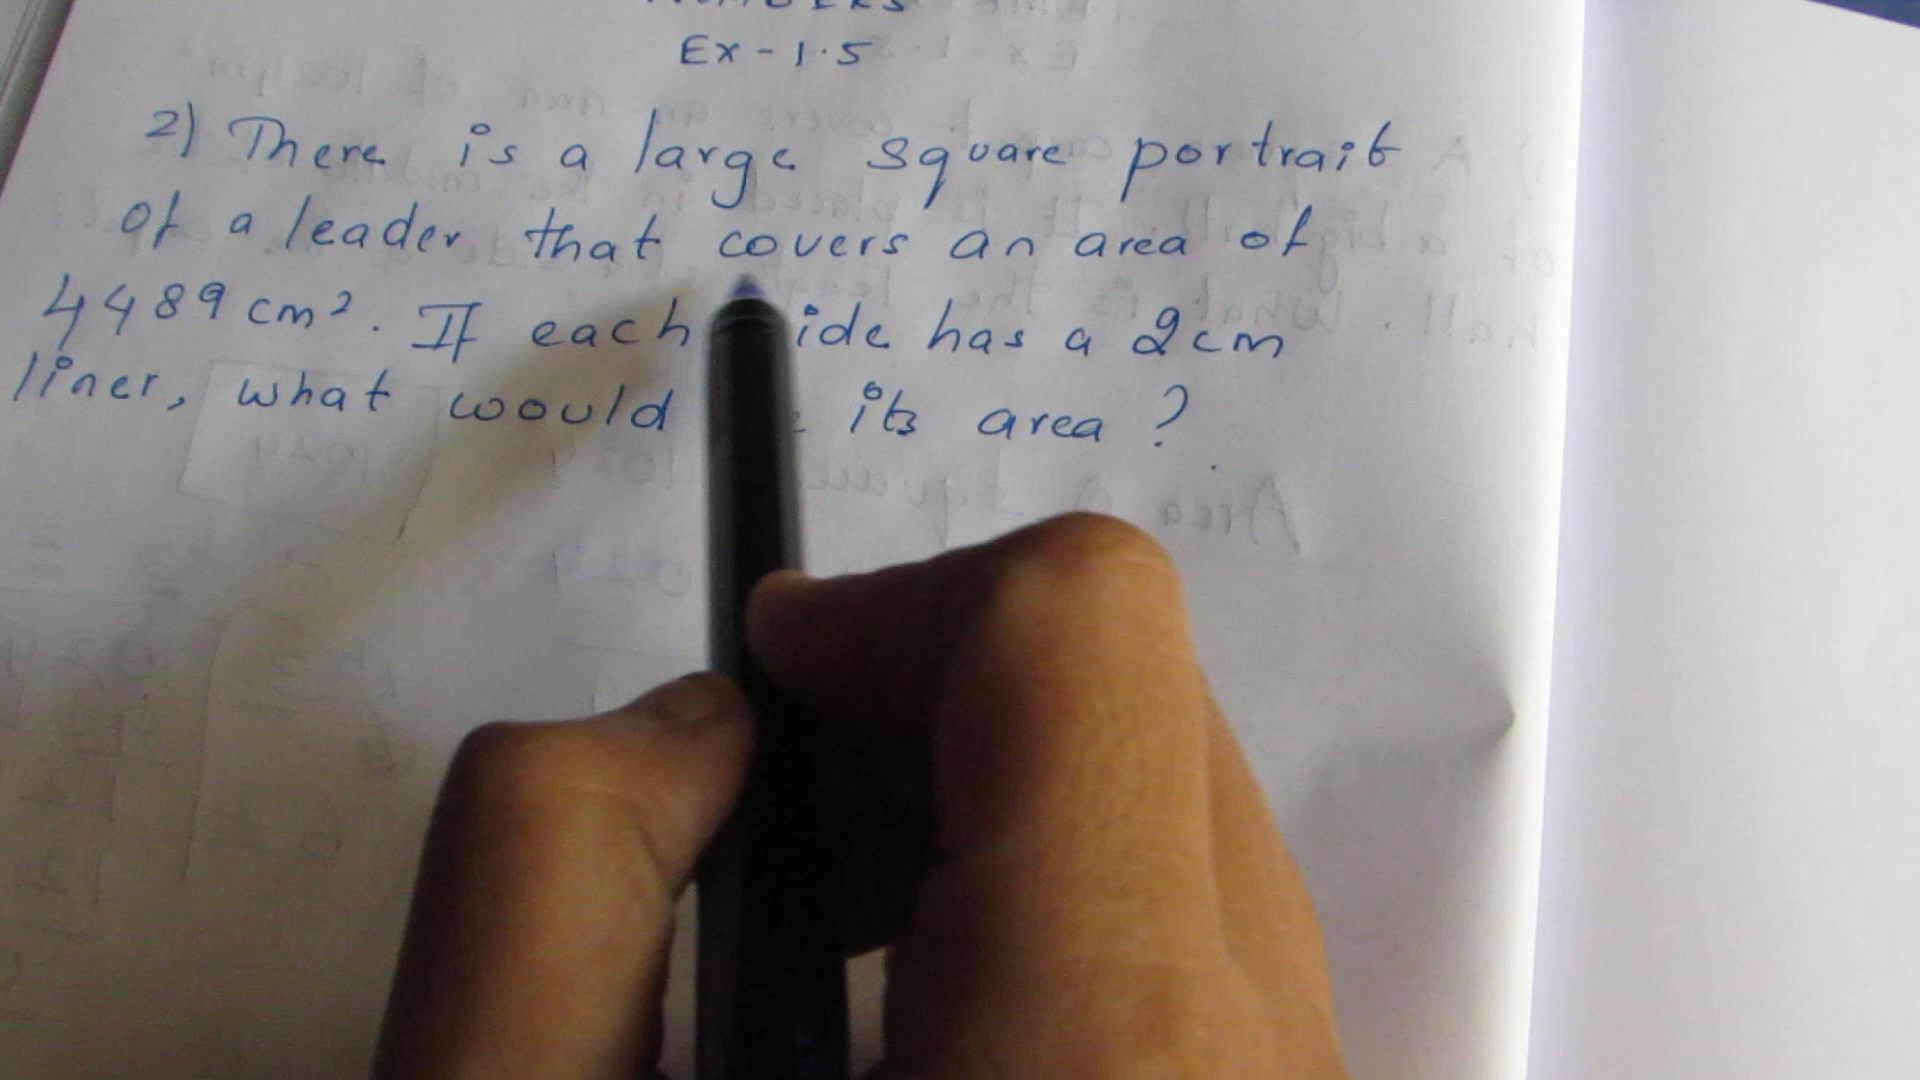 Ex - 1.5
2) There is a large square portrait
of a leader that covers an area of
4489 cm². If each ide has a 2cm
liner, what would its area ?